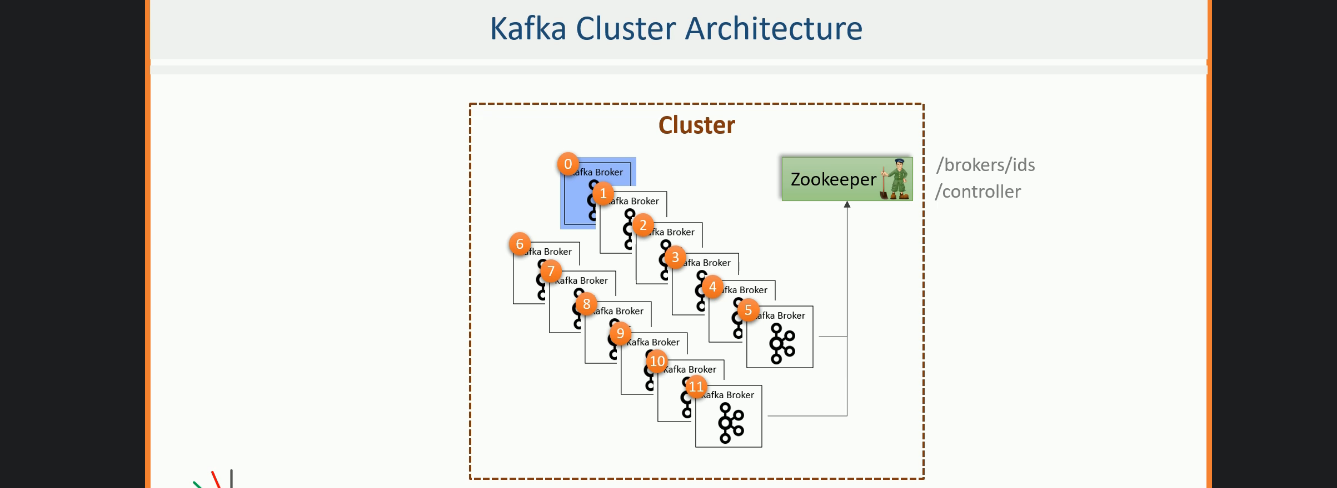 Kafka Cluster Architecture
Cluster
0
Kafka Broker
1
Kafka Broker
2
Kafka Broker
3
Kafka Broker
4
Kafka Broker
5
Kafka Broker
6
Kafka Broker
7
Kafka Broker
8
Kafka Broker
9
Kafka Broker
10
Kafka Broker
11
Kafka Broker
Zookeeper
/brokers/ids
/controller